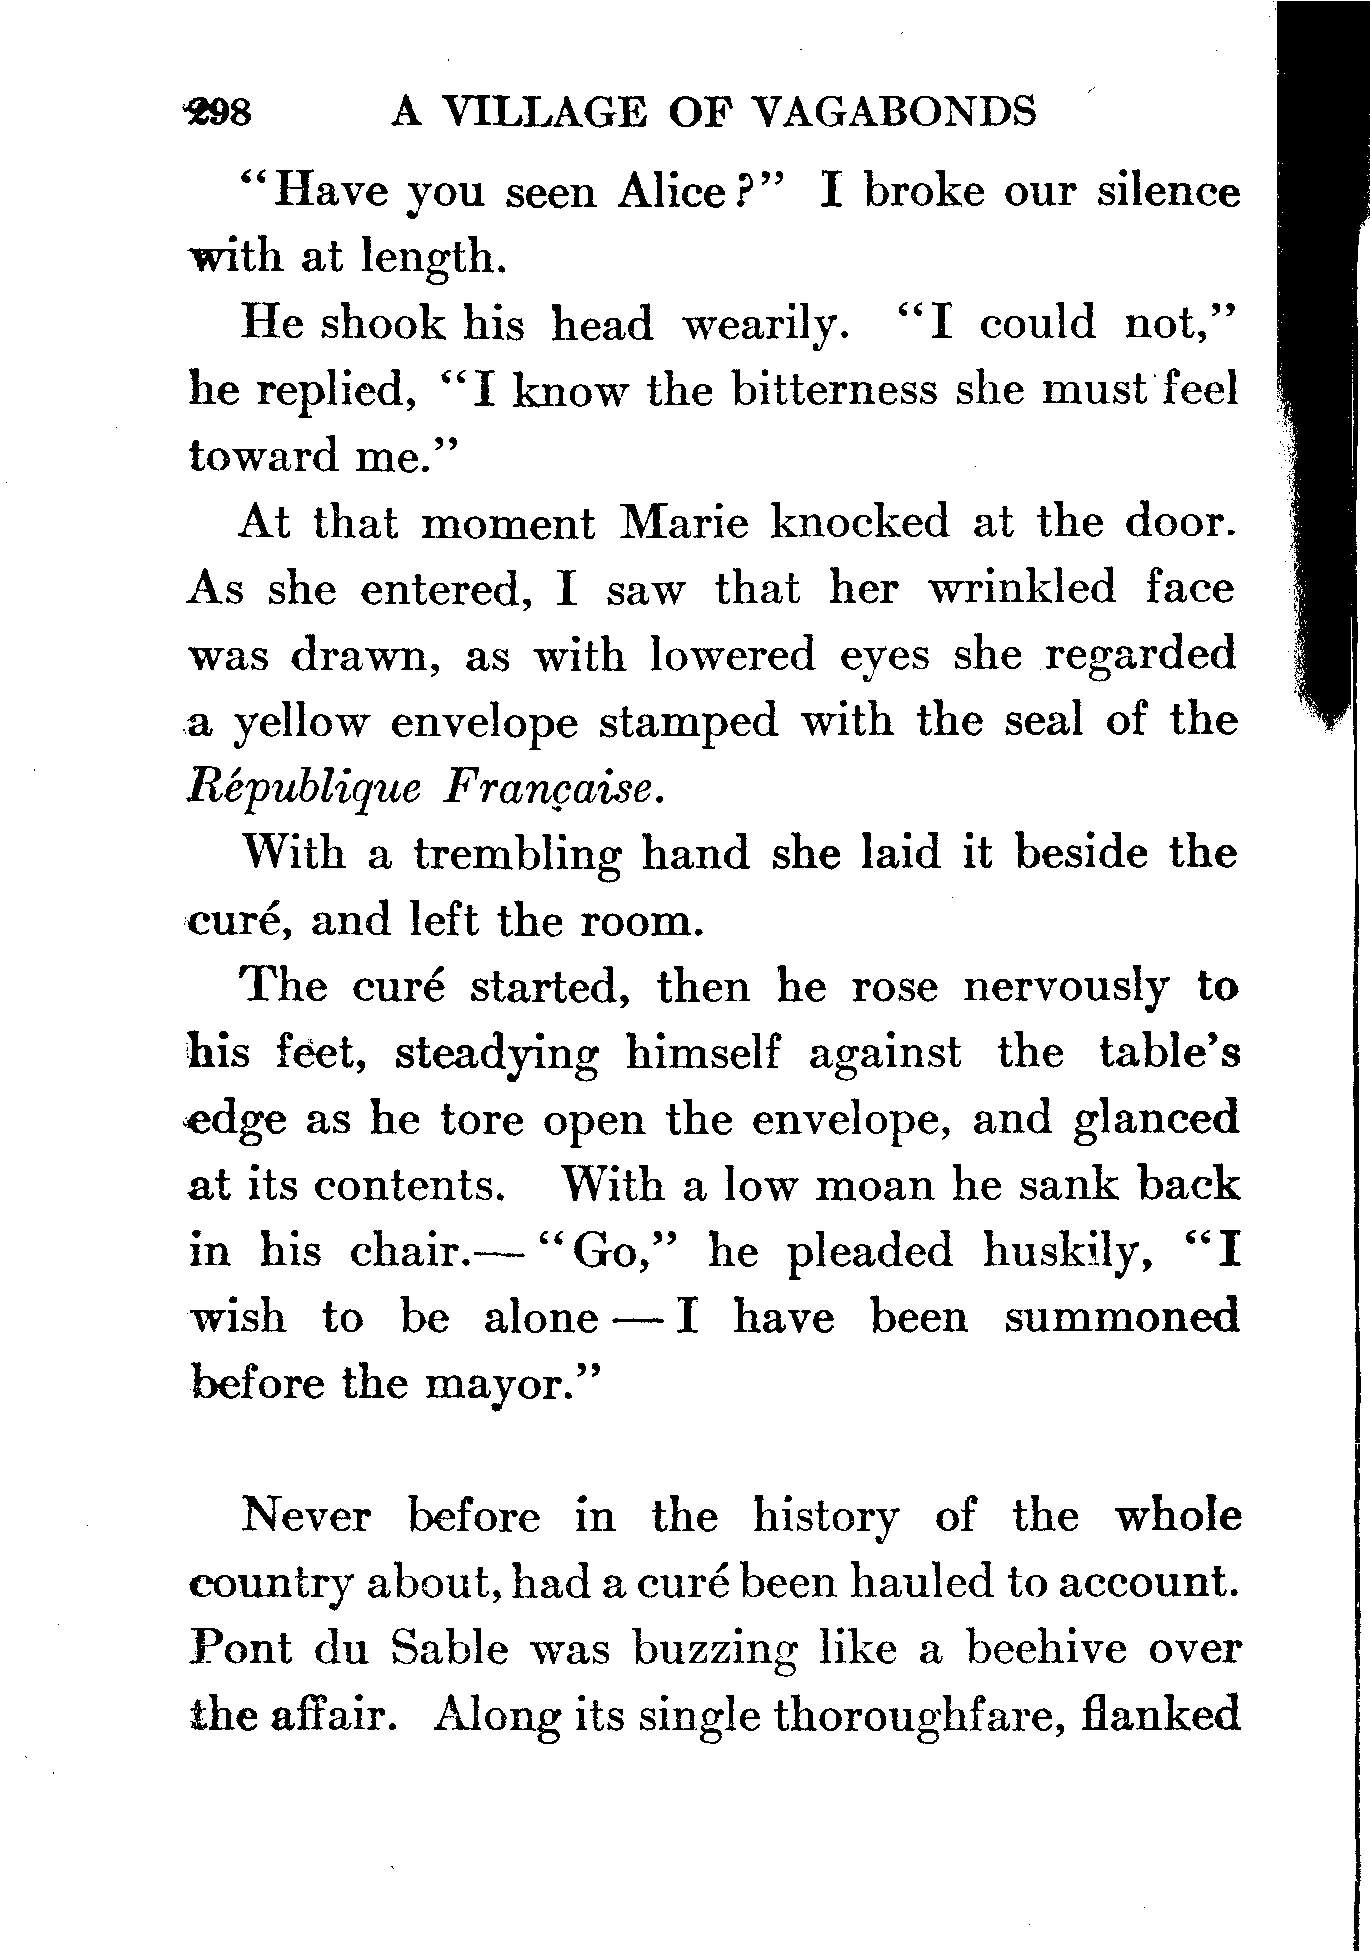 298 A VILLAGE OF VAGABONDS
“Have you seen Alice?” I broke our silence
with at length.
He shook his head wearily. “I could not,”
he replied, “I know the bitterness she must feel
toward me.”
At that moment Marie knocked at the door.
As she entered, I saw that her wrinkled face
was drawn, as with lowered eyes she regarded
a yellow envelope stamped with the seal of the
République Française.
With a trembling hand she laid it beside the
curé, and left the room.
The curé started, then he rose nervously to
his feet, steadying himself against the table’s
edge as he tore open the envelope, and glanced
at its contents. With a low moan he sank back
in his chair.—“Go,” he pleaded huskily, “I
wish to be alone — I have been summoned
before the mayor.”
Never before in the history of the whole
country about, had a curé been hauled to account.
Pont du Sable was buzzing like a beehive over
the affair. Along its single thoroughfare, flanked